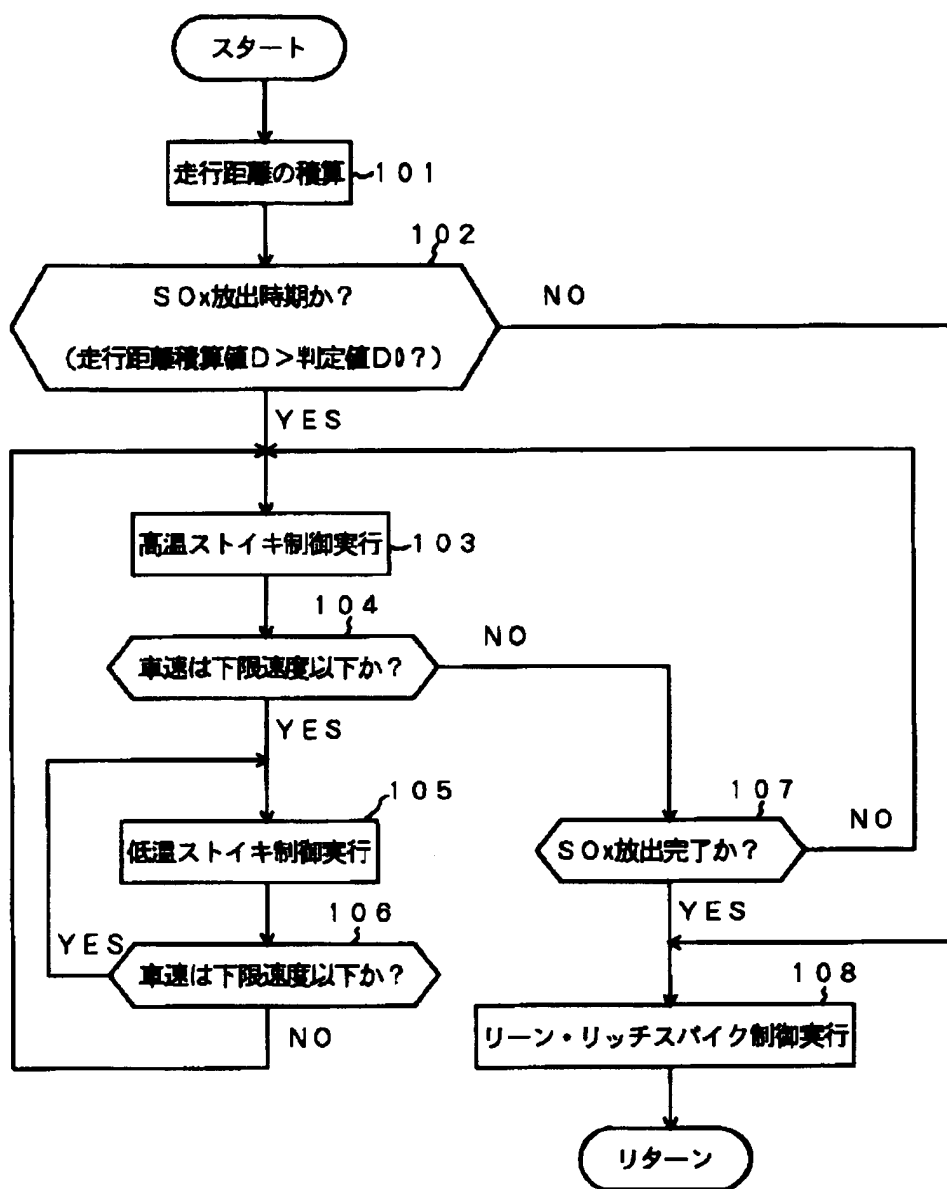 スタート
走行距離の積算
101
102
SOx放出時期か?
(走行距離積算値D>判定値D0?)
NO
YES
高温ストイキ制御実行
103
104
車速は下限速度以下か?
NO
YES
105
低温ストイキ制御実行
107
SOx放出完了か?
NO
106
YES
車速は下限速度以下か?
YES
NO
108
リーン・リッチスパイク制御実行
リターン